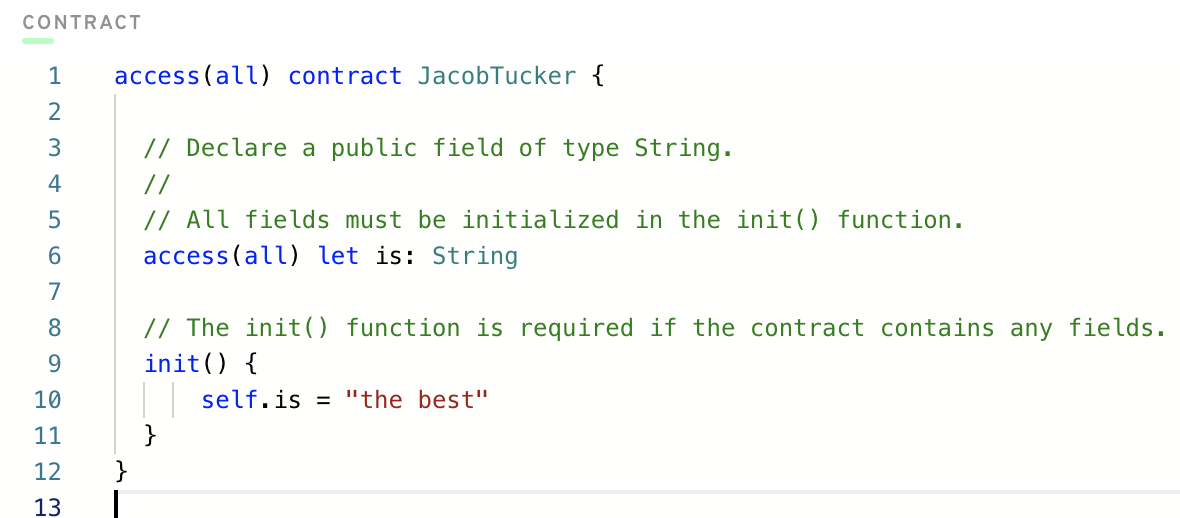 CONTRACT
1 access(all) contract JacobTucker {
2
3 // Declare a public field of type String.
4 //
5 // All fields must be initialized in the init() function.
6 access(all) let is: String
7
8 // The init() function is required if the contract contains any fields.
9 init() {
10 self.is = "the best"
11 }
12 }
13